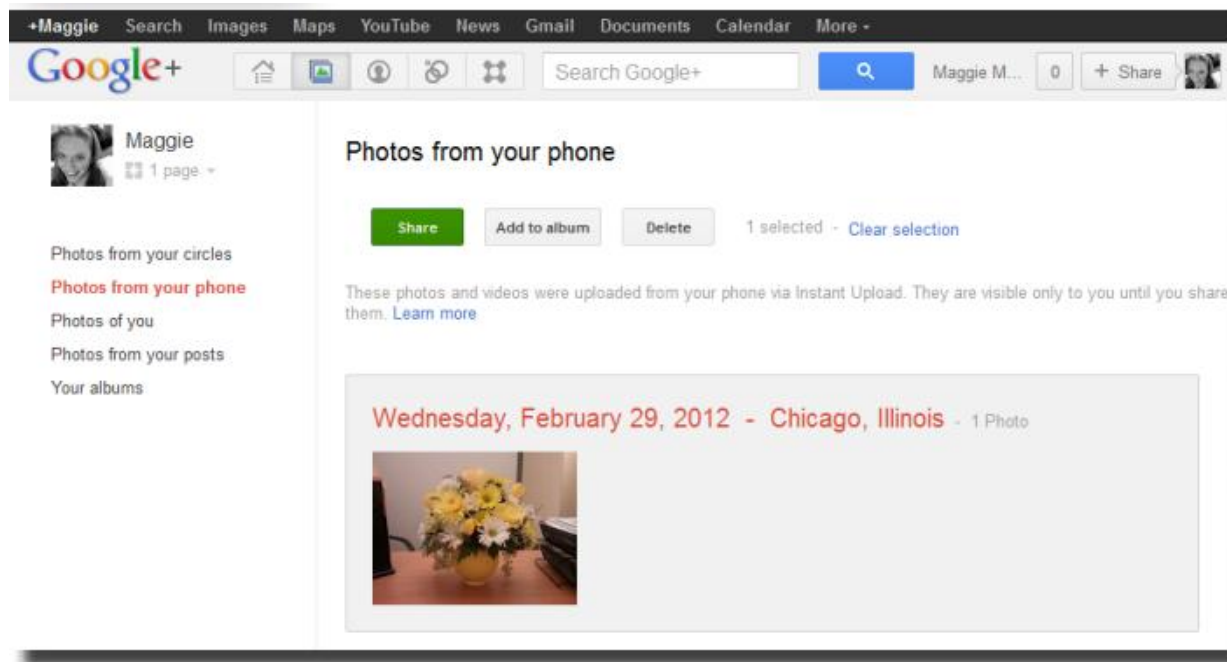 +Maggie Search Images Maps YouTube News Gmail Documents Calendar More
Google+ Search Google+ Maggie M... 0 + Share
Maggie
1 page
Photos from your phone
Share Add to album Delete 1 selected - Clear selection
Photos from your circles
Photos from your phone
Photos of you
Photos from your posts
Your albums
These photos and videos were uploaded from your phone via Instant Upload. They are visible only to you until you share
them. Learn more
Wednesday, February 29, 2012 - Chicago, Illinois - 1 Photo